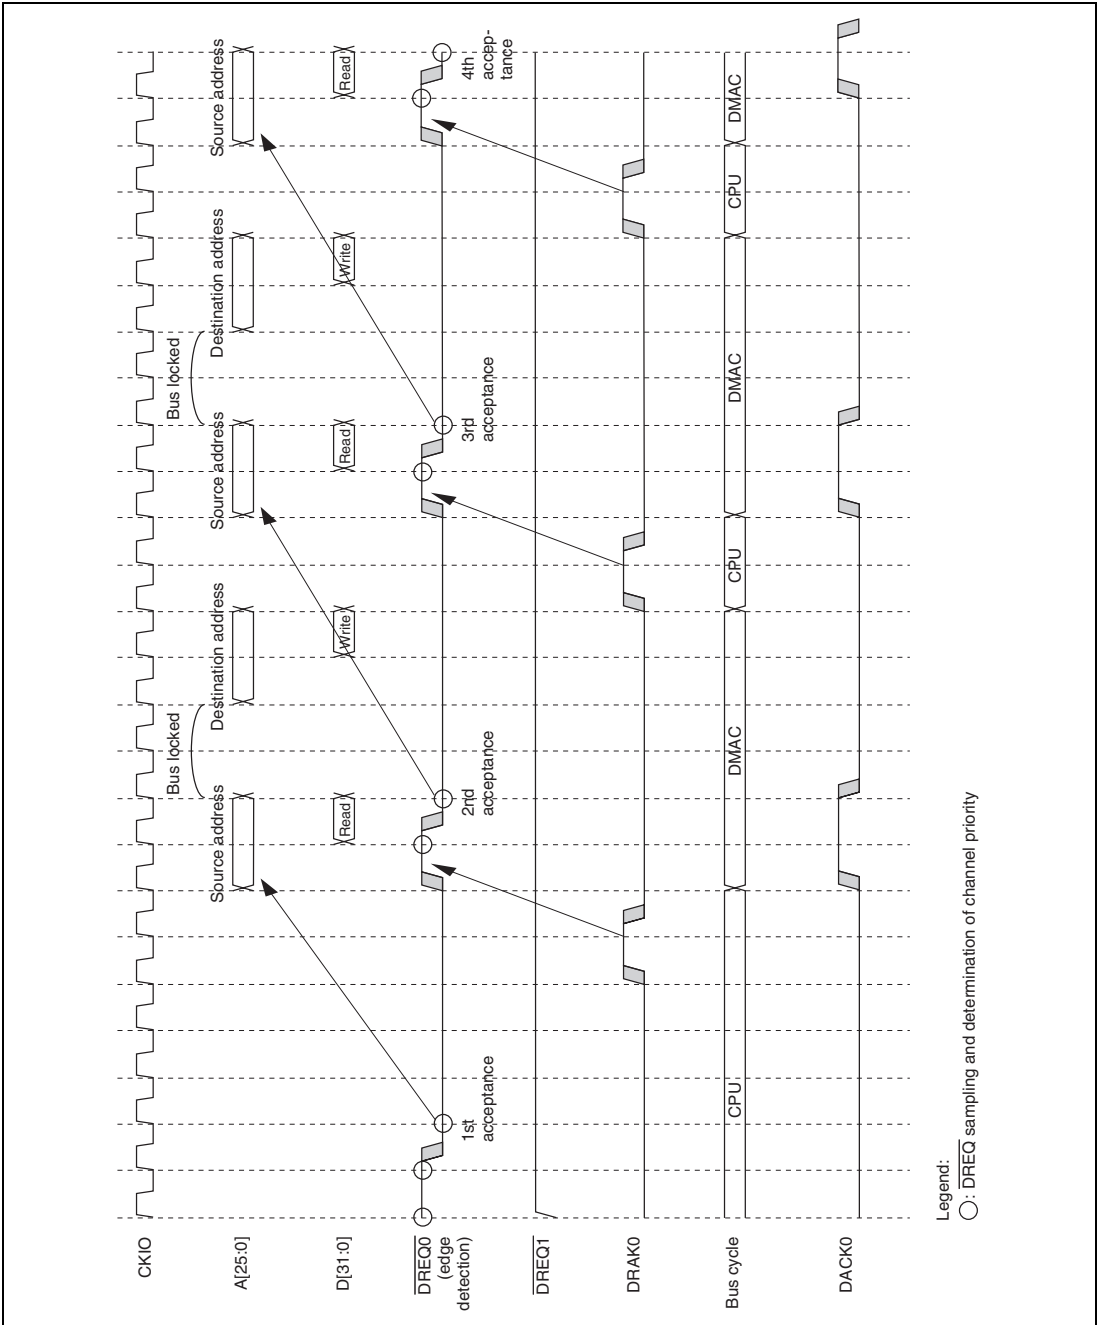 CKIO
Bus locked
Bus locked
Source address
Destination address
Source address
Destination address
Source address
A[25:0]
D[31:0]
Read
Write
Read
Write
Read
DREQ0
(edge
detection)
1st
acceptance
2nd
acceptance
3rd
acceptance
4th
accep-
tance
DREQ1
DRAK0
Bus cycle
CPU
DMAC
CPU
DMAC
CPU
DMAC
DACK0
Legend:
○: DREQ sampling and determination of channel priority